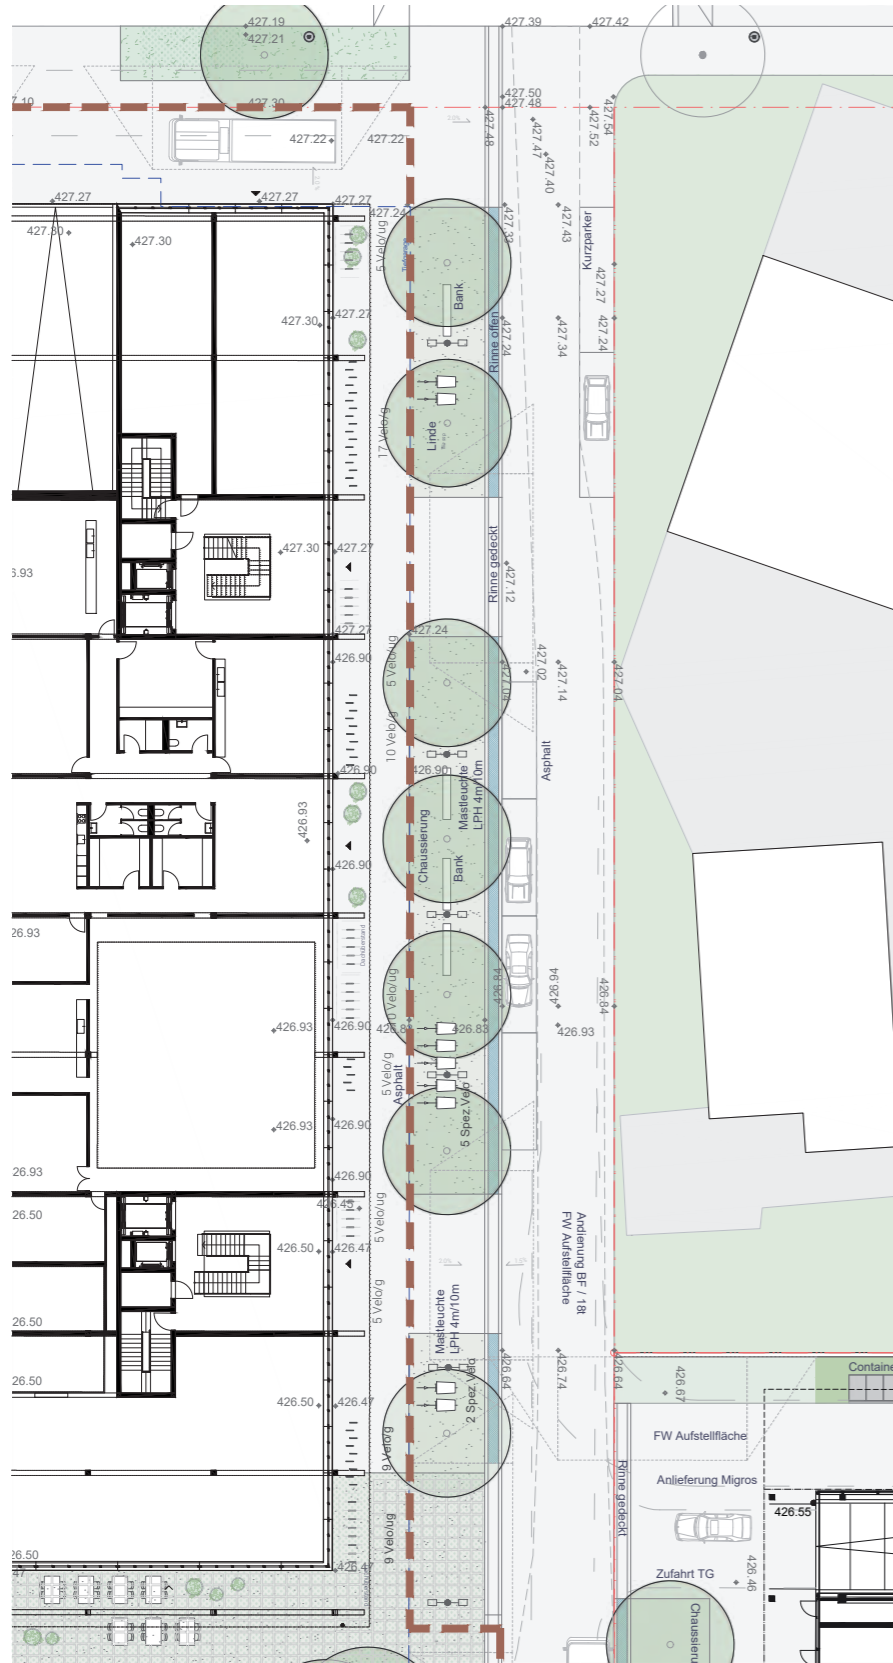 427.19
427.39
427.42
427.21
427.50
427.10
427.30
427.48
427.54
427.22
427.22
427.48
427.52
427.47
427.40
427.27
427.27
427.27
427.24
427.33
427.43
427.30
427.30
5 Velo/ug
Kurzparker
427.27
Bank
427.30
427.27
Rinne offen
427.24
427.34
427.24
17 Velo/g
Linde
427.30
427.27
Rinne gedeckt
427.12
6.93
427.27
427.24
426.90
5 Velo/ug
427.04
427.02
427.14
427.04
10 Velo/g
Asphalt
426.90
426.90
Mastleuchte
LPH 4m/10m
426.93
Chaussierung
Bank
426.90
26.93
Dachüberstand
10 Velo/ug
426.84
426.94
426.84
426.93
426.90
426.83
426.93
5 Velo/g
Asphalt
426.93
426.90
5 Spez.Velo
26.93
426.90
26.50
426.45
5 Velo/ug
426.50
426.47
Andienung BF / 18t
FW Aufstellfläche
5 Velo/g
26.50
Mastleuchte
LPH 4m/10m
426.64
426.74
426.64
26.50
426.67
Containe
426.50
426.47
2 Spez.Velo
9 Velo/g
FW Aufstellfläche
Rinne gedeckt
Anlieferung Migros
426.55
9 Velo/ug
26.50
47
426.47
Zufahrt TG
426.46
Chaussieru